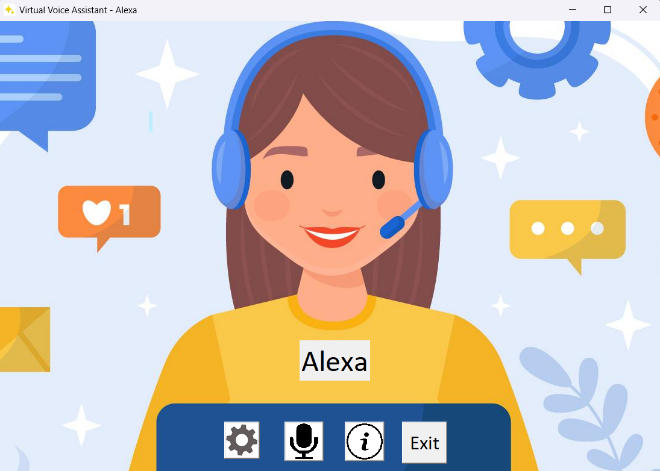 Virtual Voice Assistant - Alexa
1
Alexa
i
Exit